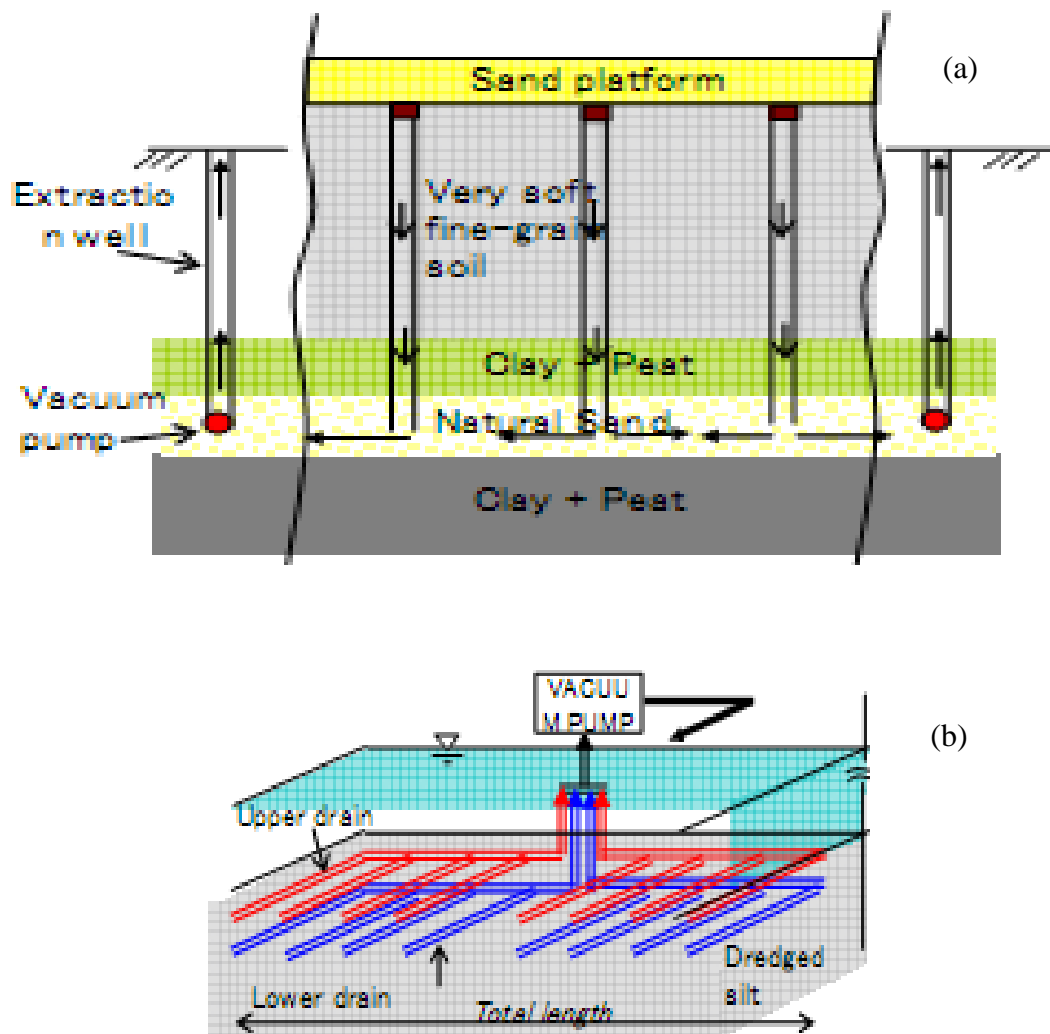 (a)
Sand platform
Extractio
n well
Very soft
fine-grain
soil
Clay + Peat
Vacuum
pump
Natural Sand
Clay + Peat
VACUU
M PUMP
(b)
Upper drain
Dredged
silt
Lower drain
Total length